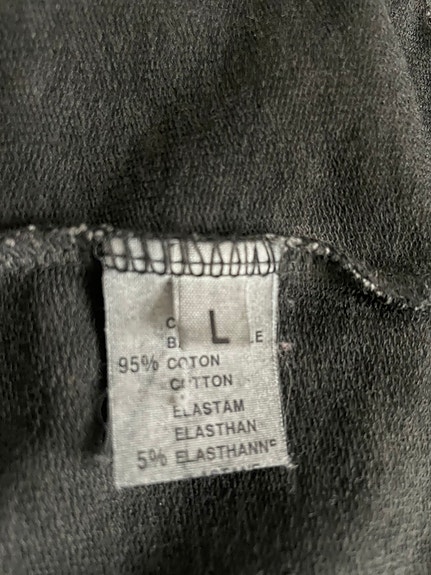 L
95% COTON
COTTON
ELASTAM
ELASTHAN
5% ELASTHANNE